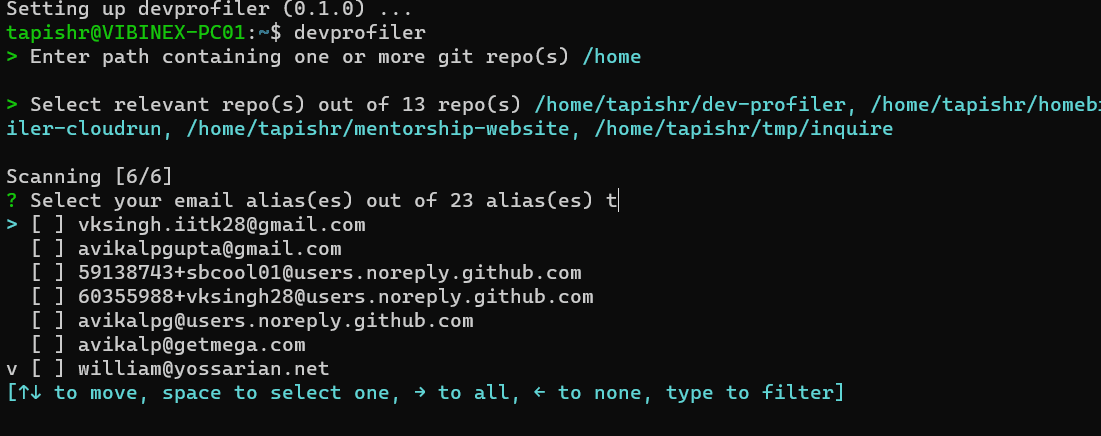 Setting up devprofiler (0.1.0) ...
tapishr@VIBINEX-PC01:~$ devprofiler
> Enter path containing one or more git repo(s) /home
> Select relevant repo(s) out of 13 repo(s) /home/tapishr/dev-profiler, /home/tapishr/homebi
iler-cloudrun, /home/tapishr/mentorship-website, /home/tapishr/tmp/inquire
Scanning [6/6]
? Select your email alias(es) out of 23 alias(es) t
> [ ] vksingh.iitk28@gmail.com
[ ] avikalpgupta@gmail.com
[ ] 59138743+sbcool01@users.noreply.github.com
[ ] 60355988+vksingh28@users.noreply.github.com
[ ] avikalpg@users.noreply.github.com
[ ] avikalp@getmega.com
v [ ] william@yossarian.net
[↑↓ to move, space to select one, → to all, ← to none, type to filter]